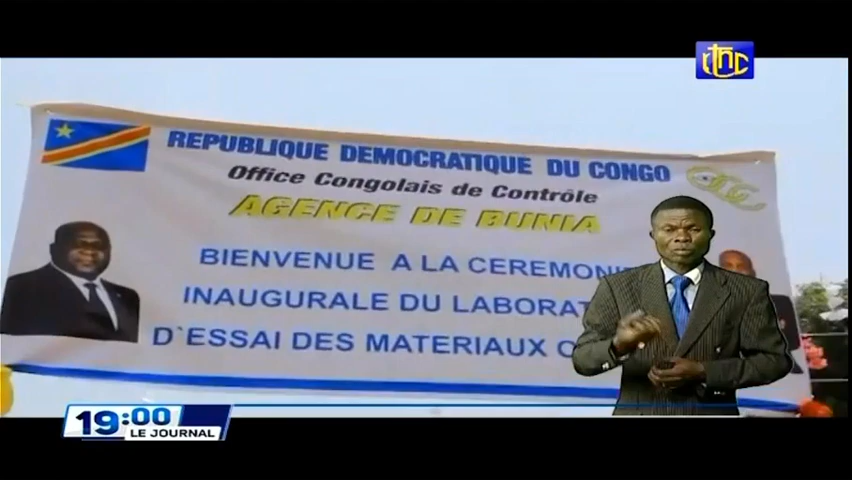 rtnc
REPUBLIQUE DEMOCRATIQUE DU CONGO
Office Congolais de Contrôle
AGENCE DE BUNIA
BIENVENUE A LA CEREMONI
INAUGURALE DU LABORAT
D`ESSAI DES MATERIAUX
19:00
LE JOURNAL